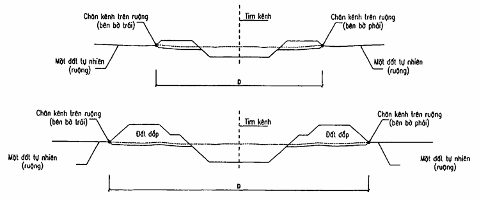 Chân kênh trên ruộng
(bên bờ trái)
Tim kênh
Chân kênh trên ruộng
(bên bờ phải)
Mặt đất tự nhiên
(ruộng)
Mặt đất tự nhiên
(ruộng)
D
Chân kênh trên ruộng
(bên bờ trái)
Tim kênh
Chân kênh trên ruộng
(bên bờ phải)
Đất đắp
Đất đắp
Mặt đất tự nhiên
(ruộng)
Mặt đất tự nhiên
(ruộng)
D